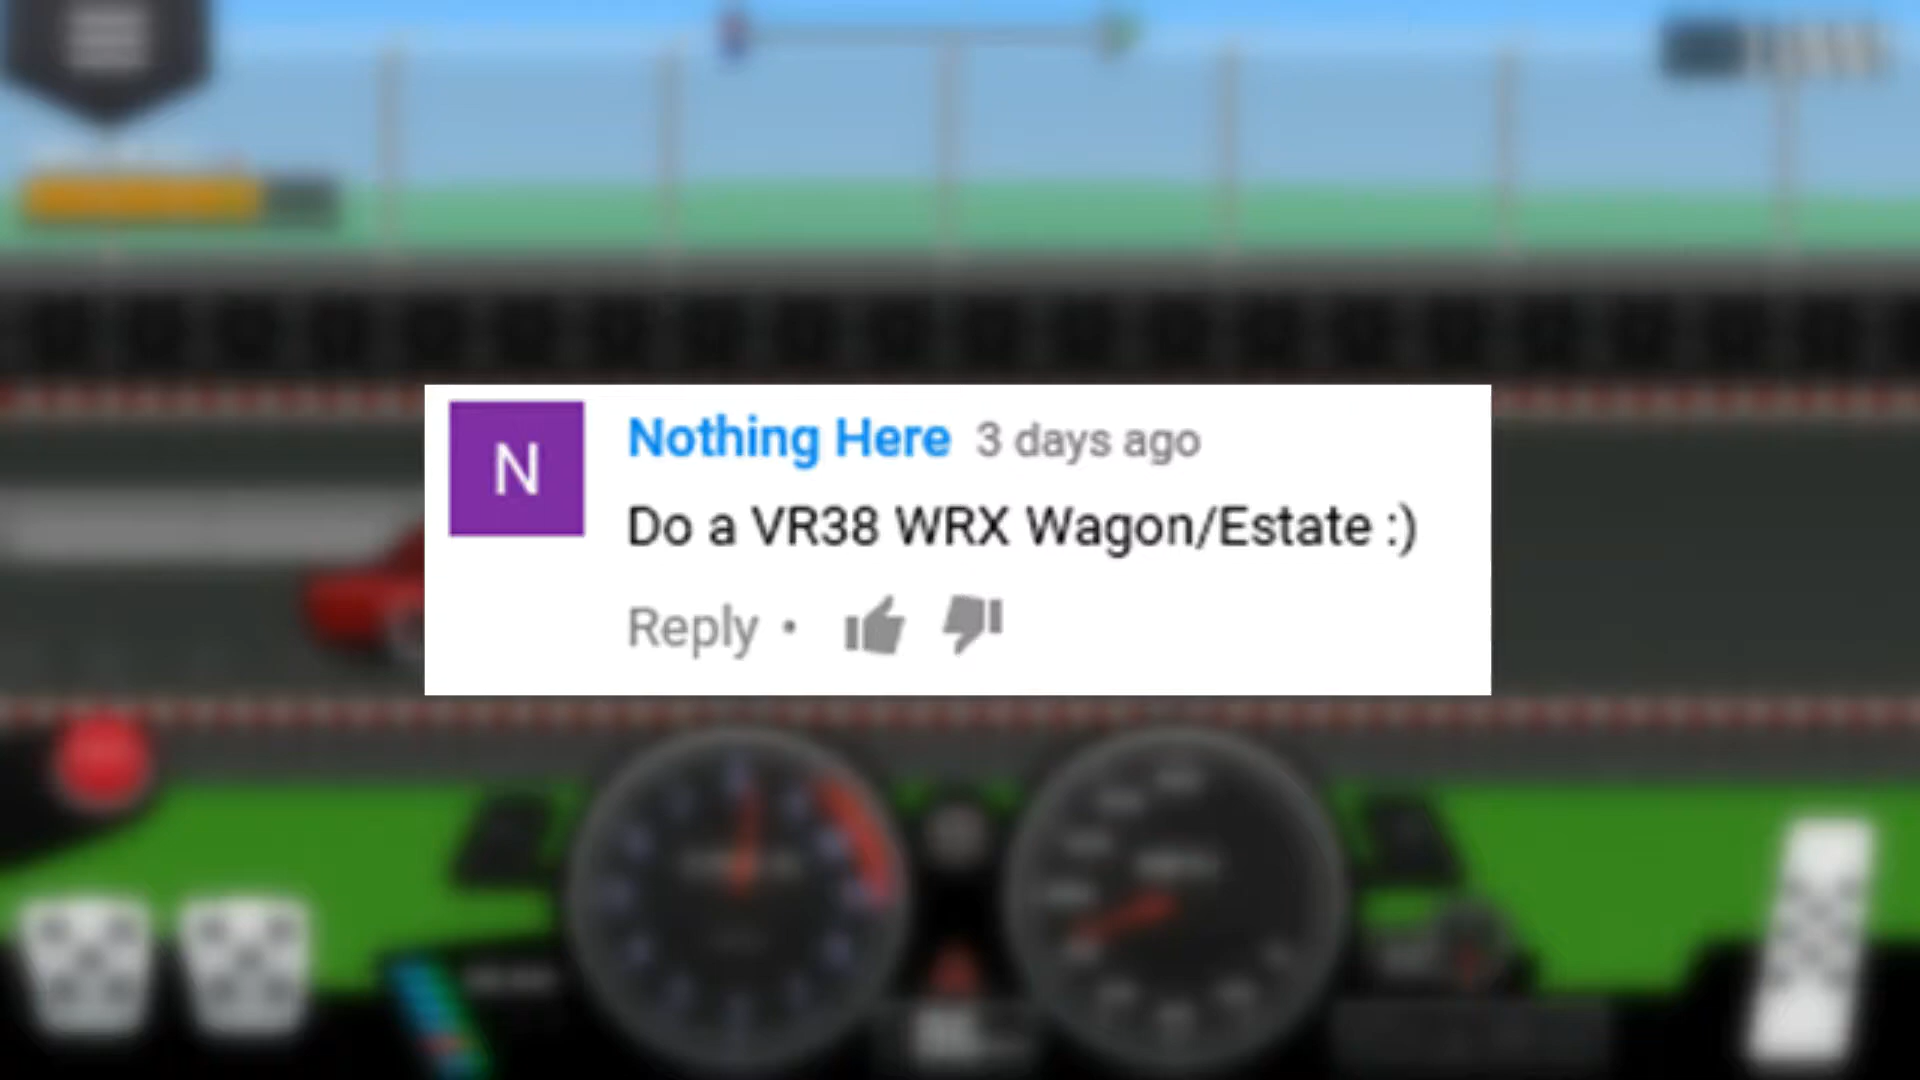 N
Nothing Here 3 days ago
Do a VR38 WRX Wagon/Estate :)
Reply •